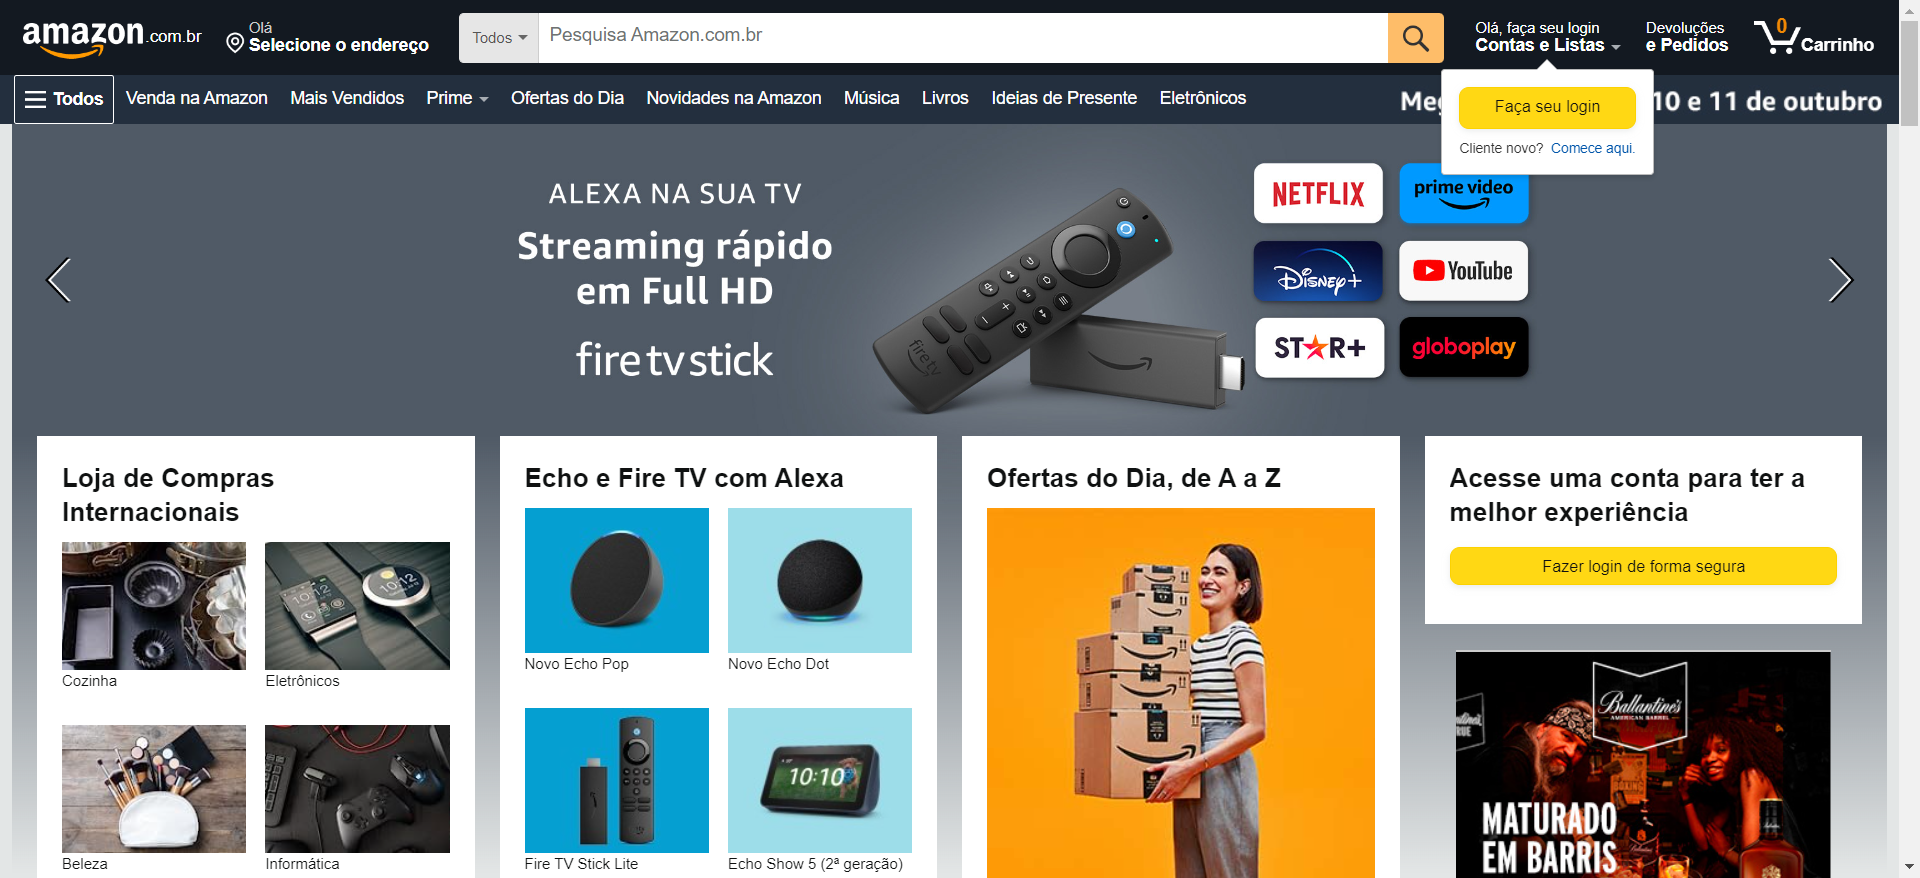 amazon.com.br
Olá
Selecione o endereço
Todos
Pesquisa Amazon.com.br
Olá, faça seu login
Contas e Listas
Devoluções
e Pedidos
0
Carrinho
Todos
Venda na Amazon
Mais Vendidos
Prime
Ofertas do Dia
Novidades na Amazon
Música
Livros
Ideias de Presente
Eletrônicos
10 e 11 de outubro
Faça seu login
Cliente novo? Comece aqui.
ALEXA NA SUA TV
Streaming rápido
em Full HD
fire tv stick
fire tv
NETFLIX
prime video
Disney+
YouTube
STAR+
globoplay
Loja de Compras
Internacionais
Cozinha
Eletrônicos
Beleza
Informática
Echo e Fire TV com Alexa
Novo Echo Pop
Novo Echo Dot
10:10
Fire TV Stick Lite
Echo Show 5 (2ª geração)
Ofertas do Dia, de A a Z
Acesse uma conta para ter a
melhor experiência
Fazer login de forma segura
Ballantine's
AMERICAN BARREL
MATURADO
EM BARRIS